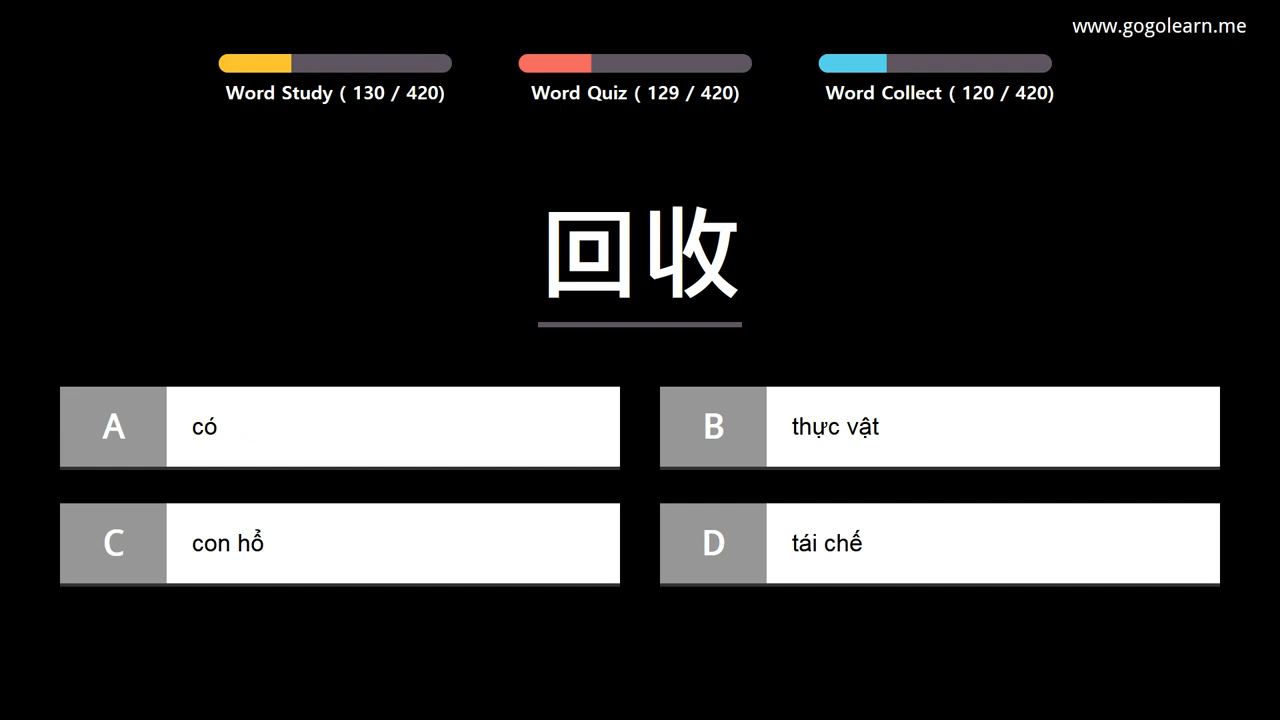 www.gogolearn.me
Word Study ( 130 / 420)
Word Quiz ( 129 / 420)
Word Collect ( 120 / 420)
回收
A có
B thực vật
C con hổ
D tái chế